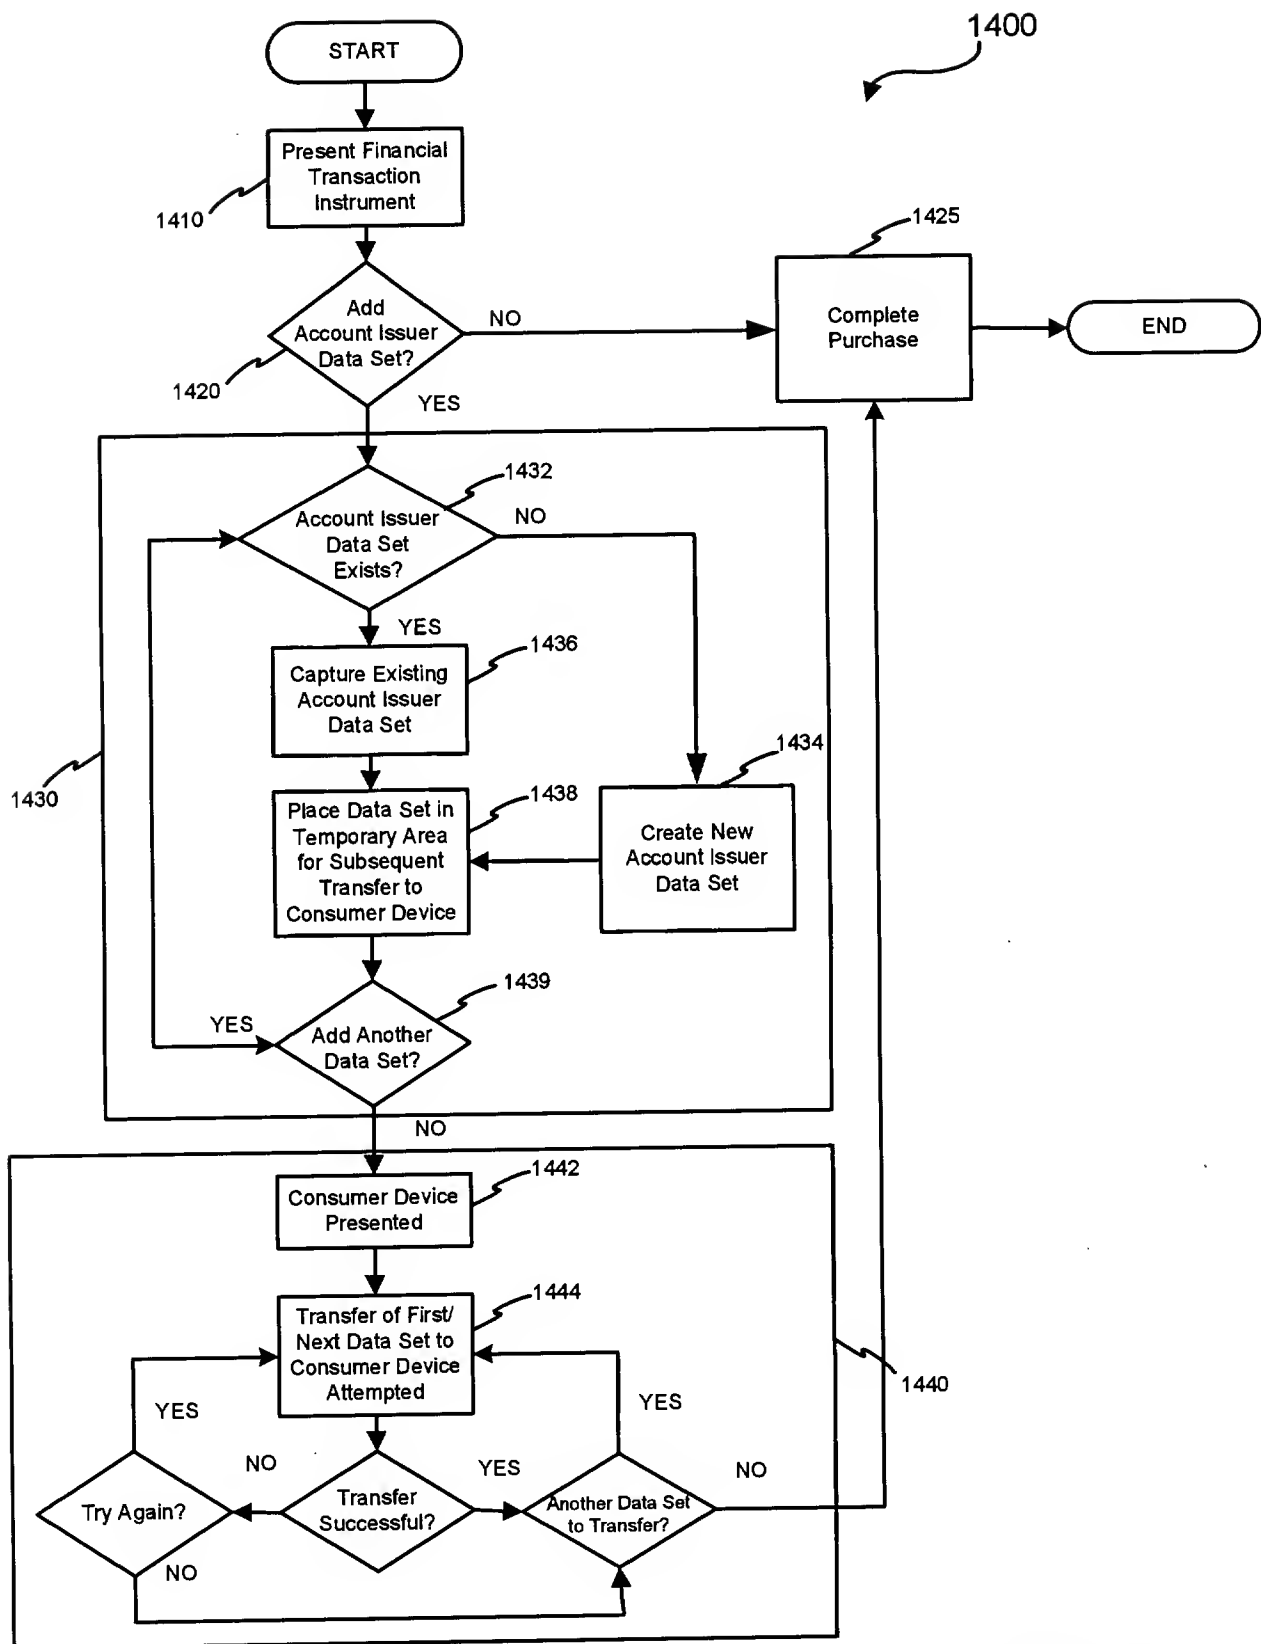 1400
START
Present Financial
Transaction
Instrument
1410
1425
Add
Account Issuer
Data Set?
NO
1420
YES
Complete
Purchase
END
1432
Account Issuer
Data Set
Exists?
NO
YES
1436
Capture Existing
Account Issuer
Data Set
1434
1430
1438
Place Data Set in
Temporary Area
for Subsequent
Transfer to
Consumer Device
Create New
Account Issuer
Data Set
1439
YES
Add Another
Data Set?
NO
1442
Consumer Device
Presented
1444
Transfer of First/
Next Data Set to
Consumer Device
Attempted
1440
YES
YES
NO
YES
NO
Try Again?
Transfer
Successful?
Another Data Set
to Transfer?
NO